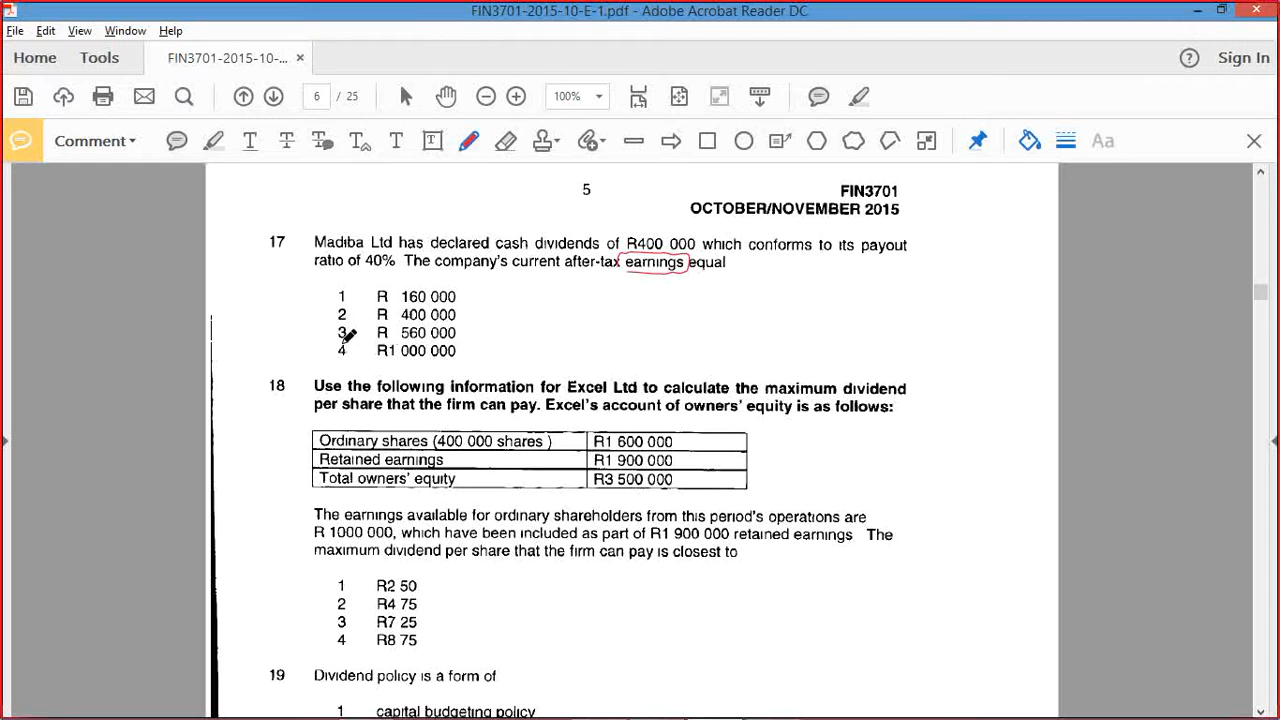 FIN3701-2015-10-E-1.pdf - Adobe Acrobat Reader DC
File Edit View Window Help
Home Tools FIN3701-2015-10-... × ? Sign In
6 / 25 100%
Comment Aa
5 FIN3701
OCTOBER/NOVEMBER 2015
17 Madiba Ltd has declared cash dividends of R400 000 which conforms to its payout
ratio of 40% The company's current after-tax earnings equal
1 R 160 000
2 R 400 000
3 R 560 000
4 R1 000 000
18 Use the following information for Excel Ltd to calculate the maximum dividend
per share that the firm can pay. Excel's account of owners' equity is as follows:
Ordinary shares (400 000 shares ) R1 600 000
Retained earnings R1 900 000
Total owners' equity R3 500 000
The earnings available for ordinary shareholders from this period's operations are
R 1000 000, which have been included as part of R1 900 000 retained earnings The
maximum dividend per share that the firm can pay is closest to
1 R2 50
2 R4 75
3 R7 25
4 R8 75
19 Dividend policy is a form of
1 capital budgeting policy